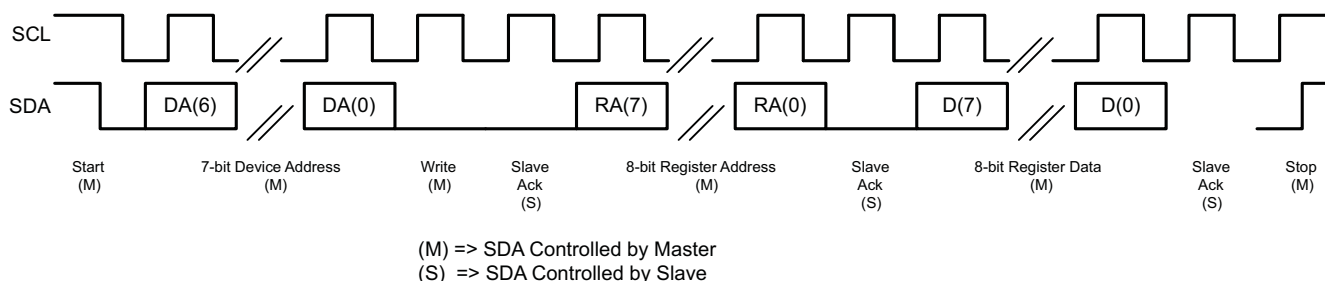 SCL
SDA
DA(6) DA(0) RA(7) RA(0) D(7) D(0)
Start 7-bit Device Address Write Slave 8-bit Register Address Slave 8-bit Register Data Slave Stop
(M) (M) (M) Ack (M) Ack (M) Ack (M)
(S) (S) (S)
(M) => SDA Controlled by Master
(S) => SDA Controlled by Slave